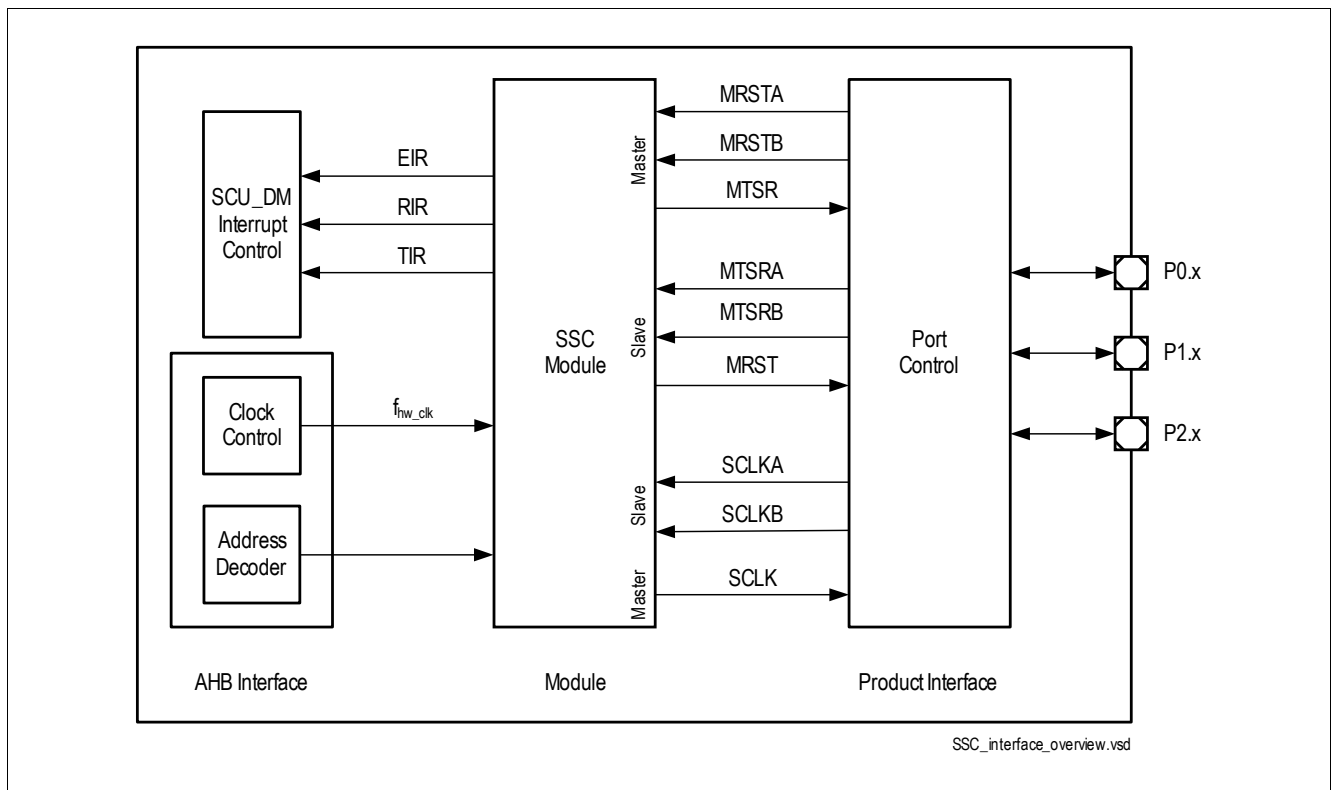 MRSTA
MRSTB
MTSR
Master
EIR
RIR
TIR
SCU_DM
Interrupt
Control
MTSRA
MTSRB
MRST
Slave
SSC
Module
Port
Control
P0.x
P1.x
P2.x
Clock
Control
fhw_clk
SCLKA
SCLKB
Slave
Address
Decoder
SCLK
Master
AHB Interface
Module
Product Interface
SSC_interface_overview.vsd